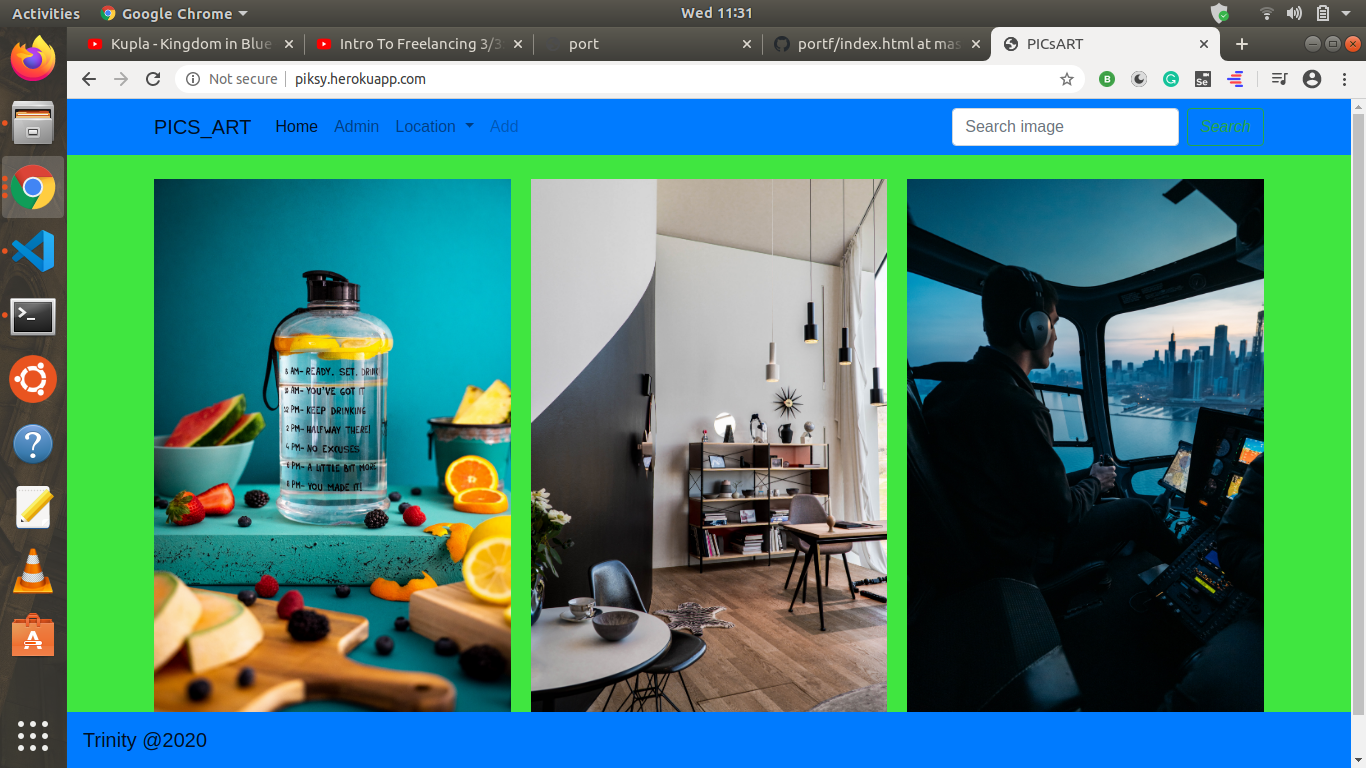 Activities
Google Chrome
Wed 11:31
Kupla - Kingdom in Blue
Intro To Freelancing 3/3
port
portf/index.html at mas
PICsART
Not secure
piksy.herokuapp.com
PICS_ART
Home
Admin
Location
Add
Search image
Search
8 AM- READY, SET, DRINK
10 AM- YOU'VE GOT IT
12 PM- KEEP DRINKING
2 PM- HALFWAY THERE!
4 PM- NO EXCUSES
6 PM- A LITTLE BIT MORE
8 PM- YOU MADE IT!
Trinity @2020